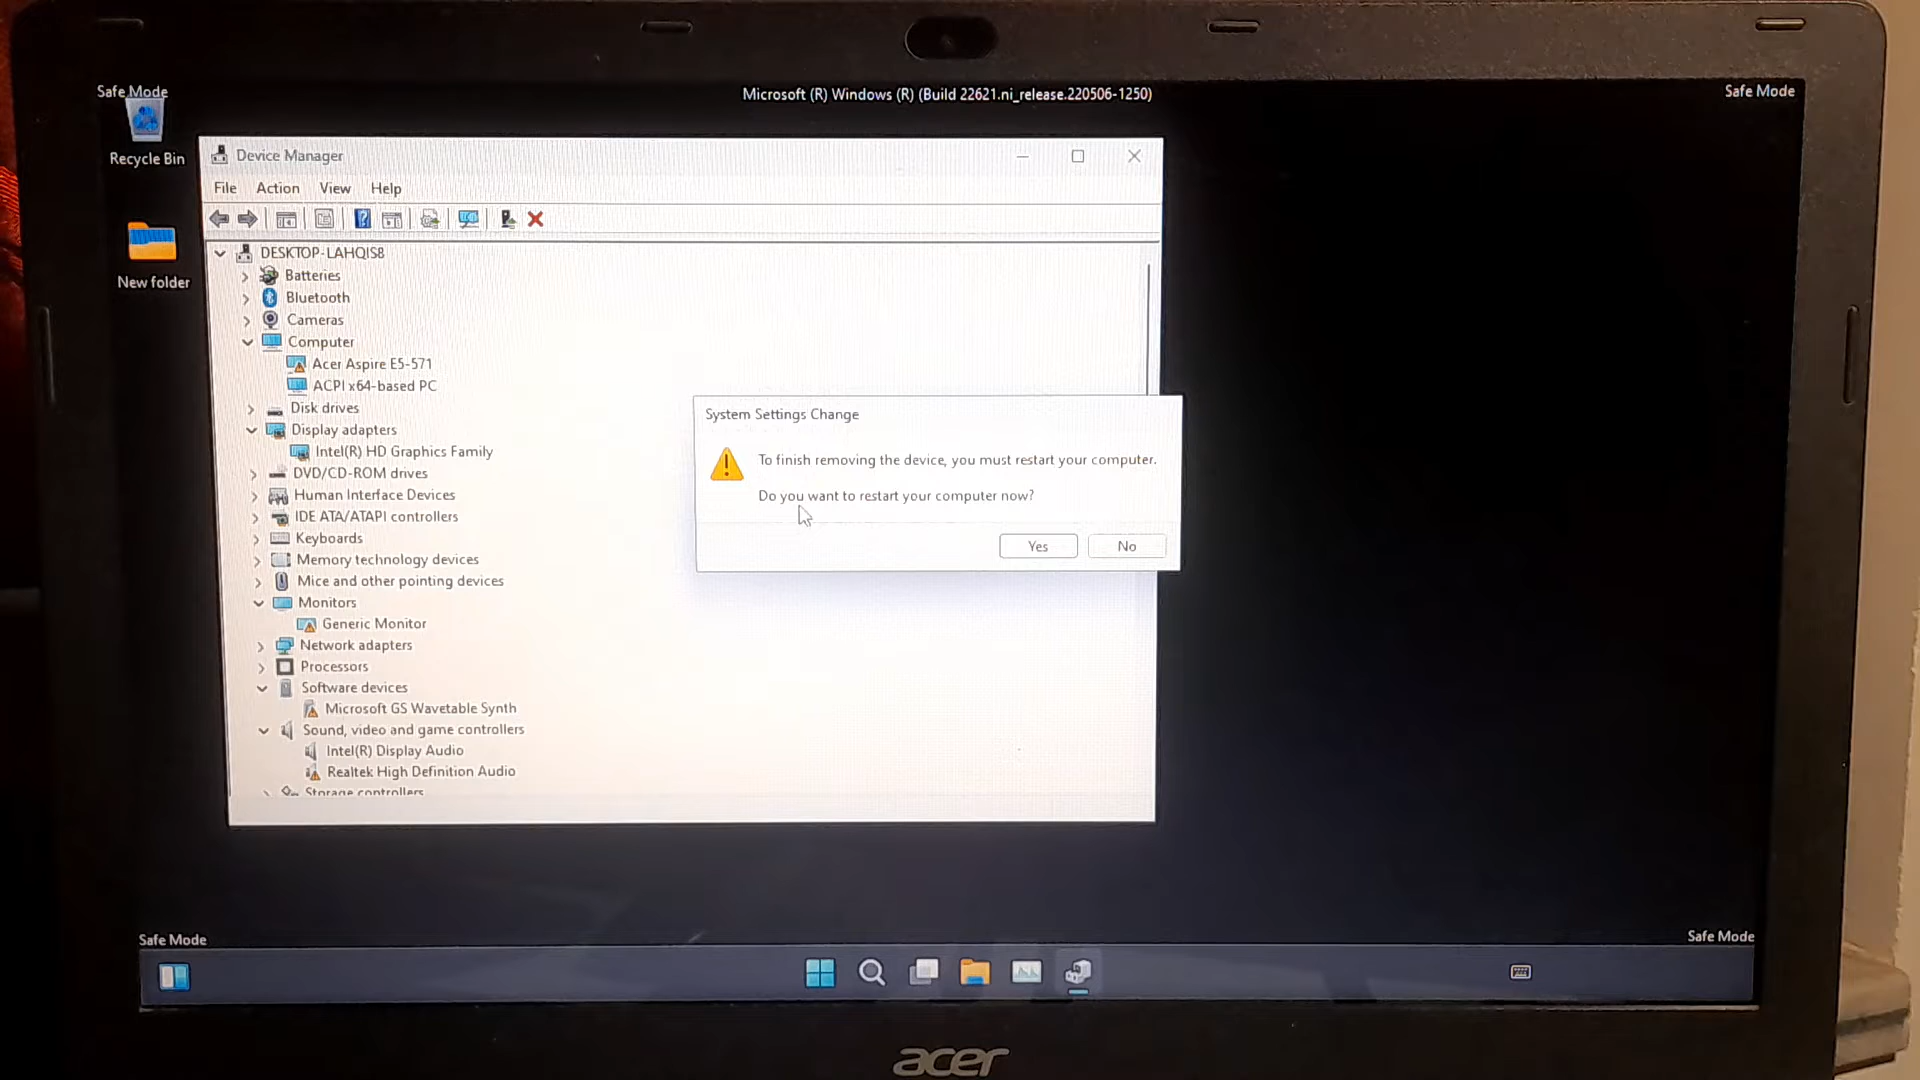 Safe Mode
Microsoft (R) Windows (R) (Build 22621.ni_release.220506-1250)
Safe Mode
Recycle Bin
New folder
Device Manager
File Action View Help
DESKTOP-LAHQIS8
Batteries
Bluetooth
Cameras
Computer
Acer Aspire E5-571
ACPI x64-based PC
Disk drives
Display adapters
Intel(R) HD Graphics Family
DVD/CD-ROM drives
Human Interface Devices
IDE ATA/ATAPI controllers
Keyboards
Memory technology devices
Mice and other pointing devices
Monitors
Generic Monitor
Network adapters
Processors
Software devices
Microsoft GS Wavetable Synth
Sound, video and game controllers
Intel(R) Display Audio
Realtek High Definition Audio
Storage controllers
System Settings Change
To finish removing the device, you must restart your computer.
Do you want to restart your computer now?
Yes No
Safe Mode
Safe Mode
acer